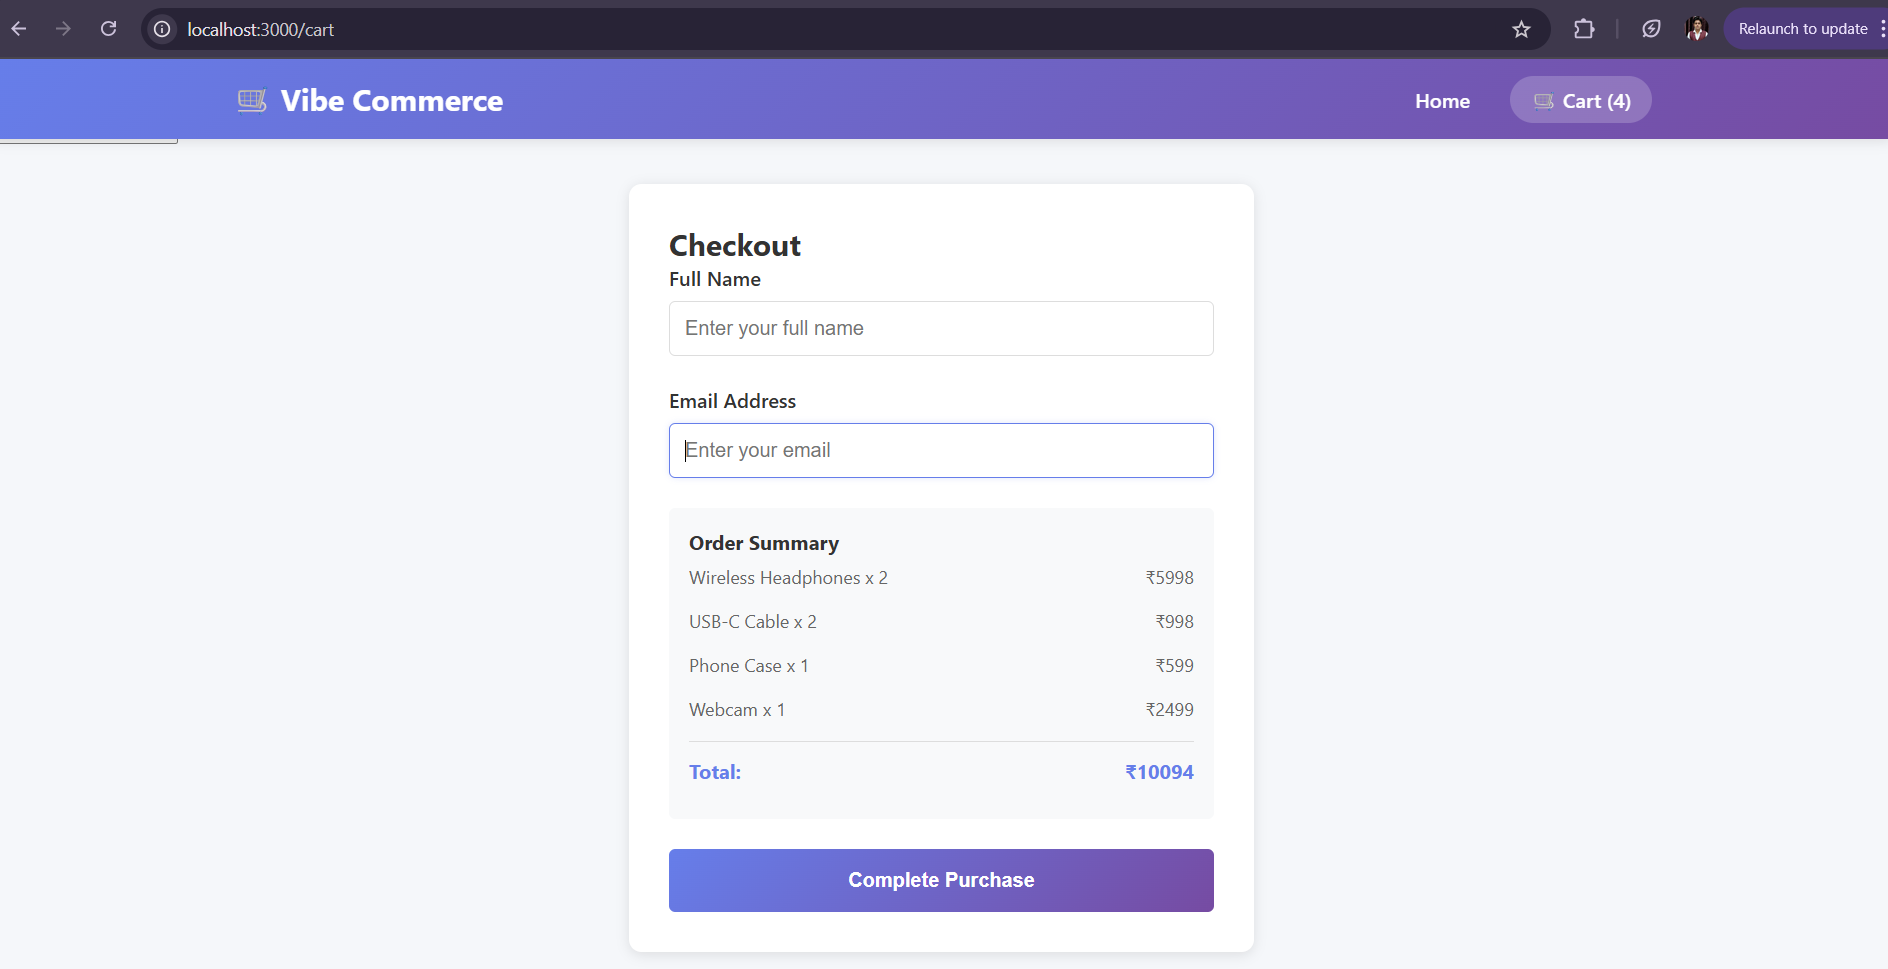 localhost:3000/cart
Relaunch to update
Vibe Commerce
Home
Cart (4)
Checkout
Full Name
Enter your full name
Email Address
Enter your email
Order Summary
Wireless Headphones x 2 ₹5998
USB-C Cable x 2 ₹998
Phone Case x 1 ₹599
Webcam x 1 ₹2499
Total: ₹10094
Complete Purchase